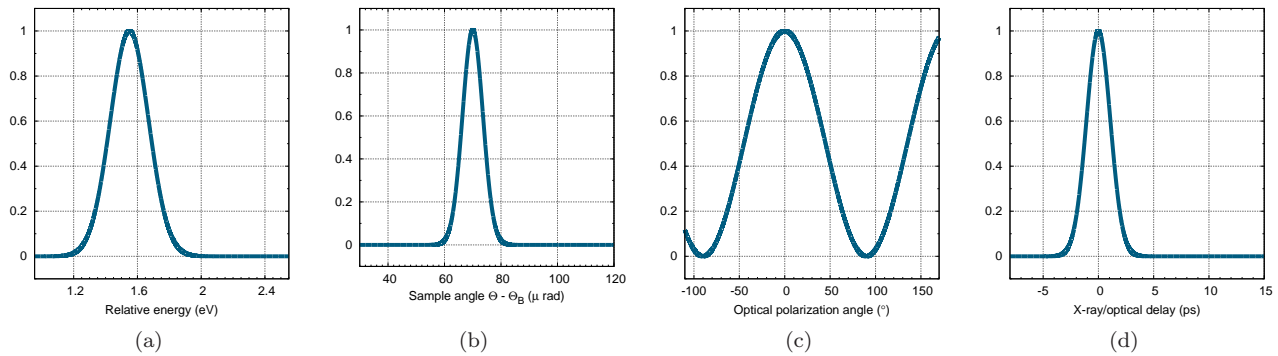 1
0.8
0.6
0.4
0.2
0
1.2 1.6 2 2.4
Relative energy (eV)
(a)
1
0.8
0.6
0.4
0.2
0
40 60 80 100 120
Sample angle Θ - Θ_B (μ rad)
(b)
1
0.8
0.6
0.4
0.2
0
-100 -50 0 50 100 150
Optical polarization angle (°)
(c)
1
0.8
0.6
0.4
0.2
0
-5 0 5 10 15
X-ray/optical delay (ps)
(d)